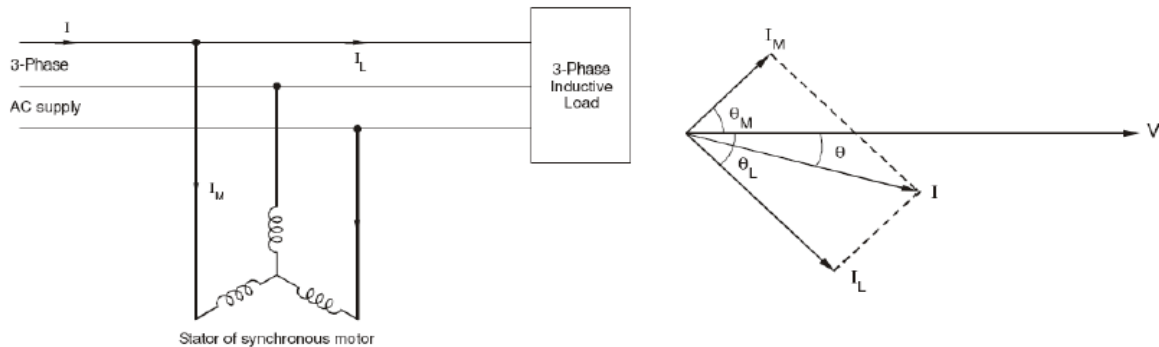 I
I_L
3-Phase
AC supply
3-Phase
Inductive
Load
I_M
Stator of synchronous motor
I_M
θ_M
V
θ_L
θ
I
I_L